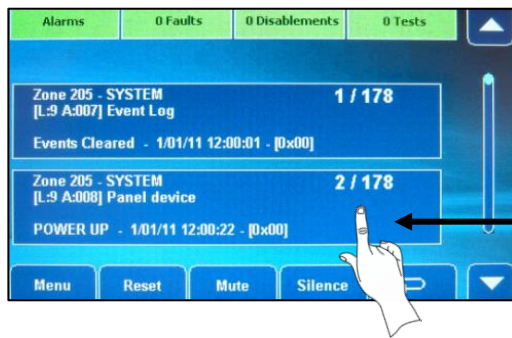 Alarms 0 Faults 0 Disablements 0 Tests
Zone 205 - SYSTEM 1 / 178
[L:9 A:007] Event Log
Events Cleared - 1/01/11 12:00:01 - [0x00]
Zone 205 - SYSTEM 2 / 178
[L:9 A:008] Panel device
POWER UP - 1/01/11 12:00:22 - [0x00]
Menu Reset Mute Silence